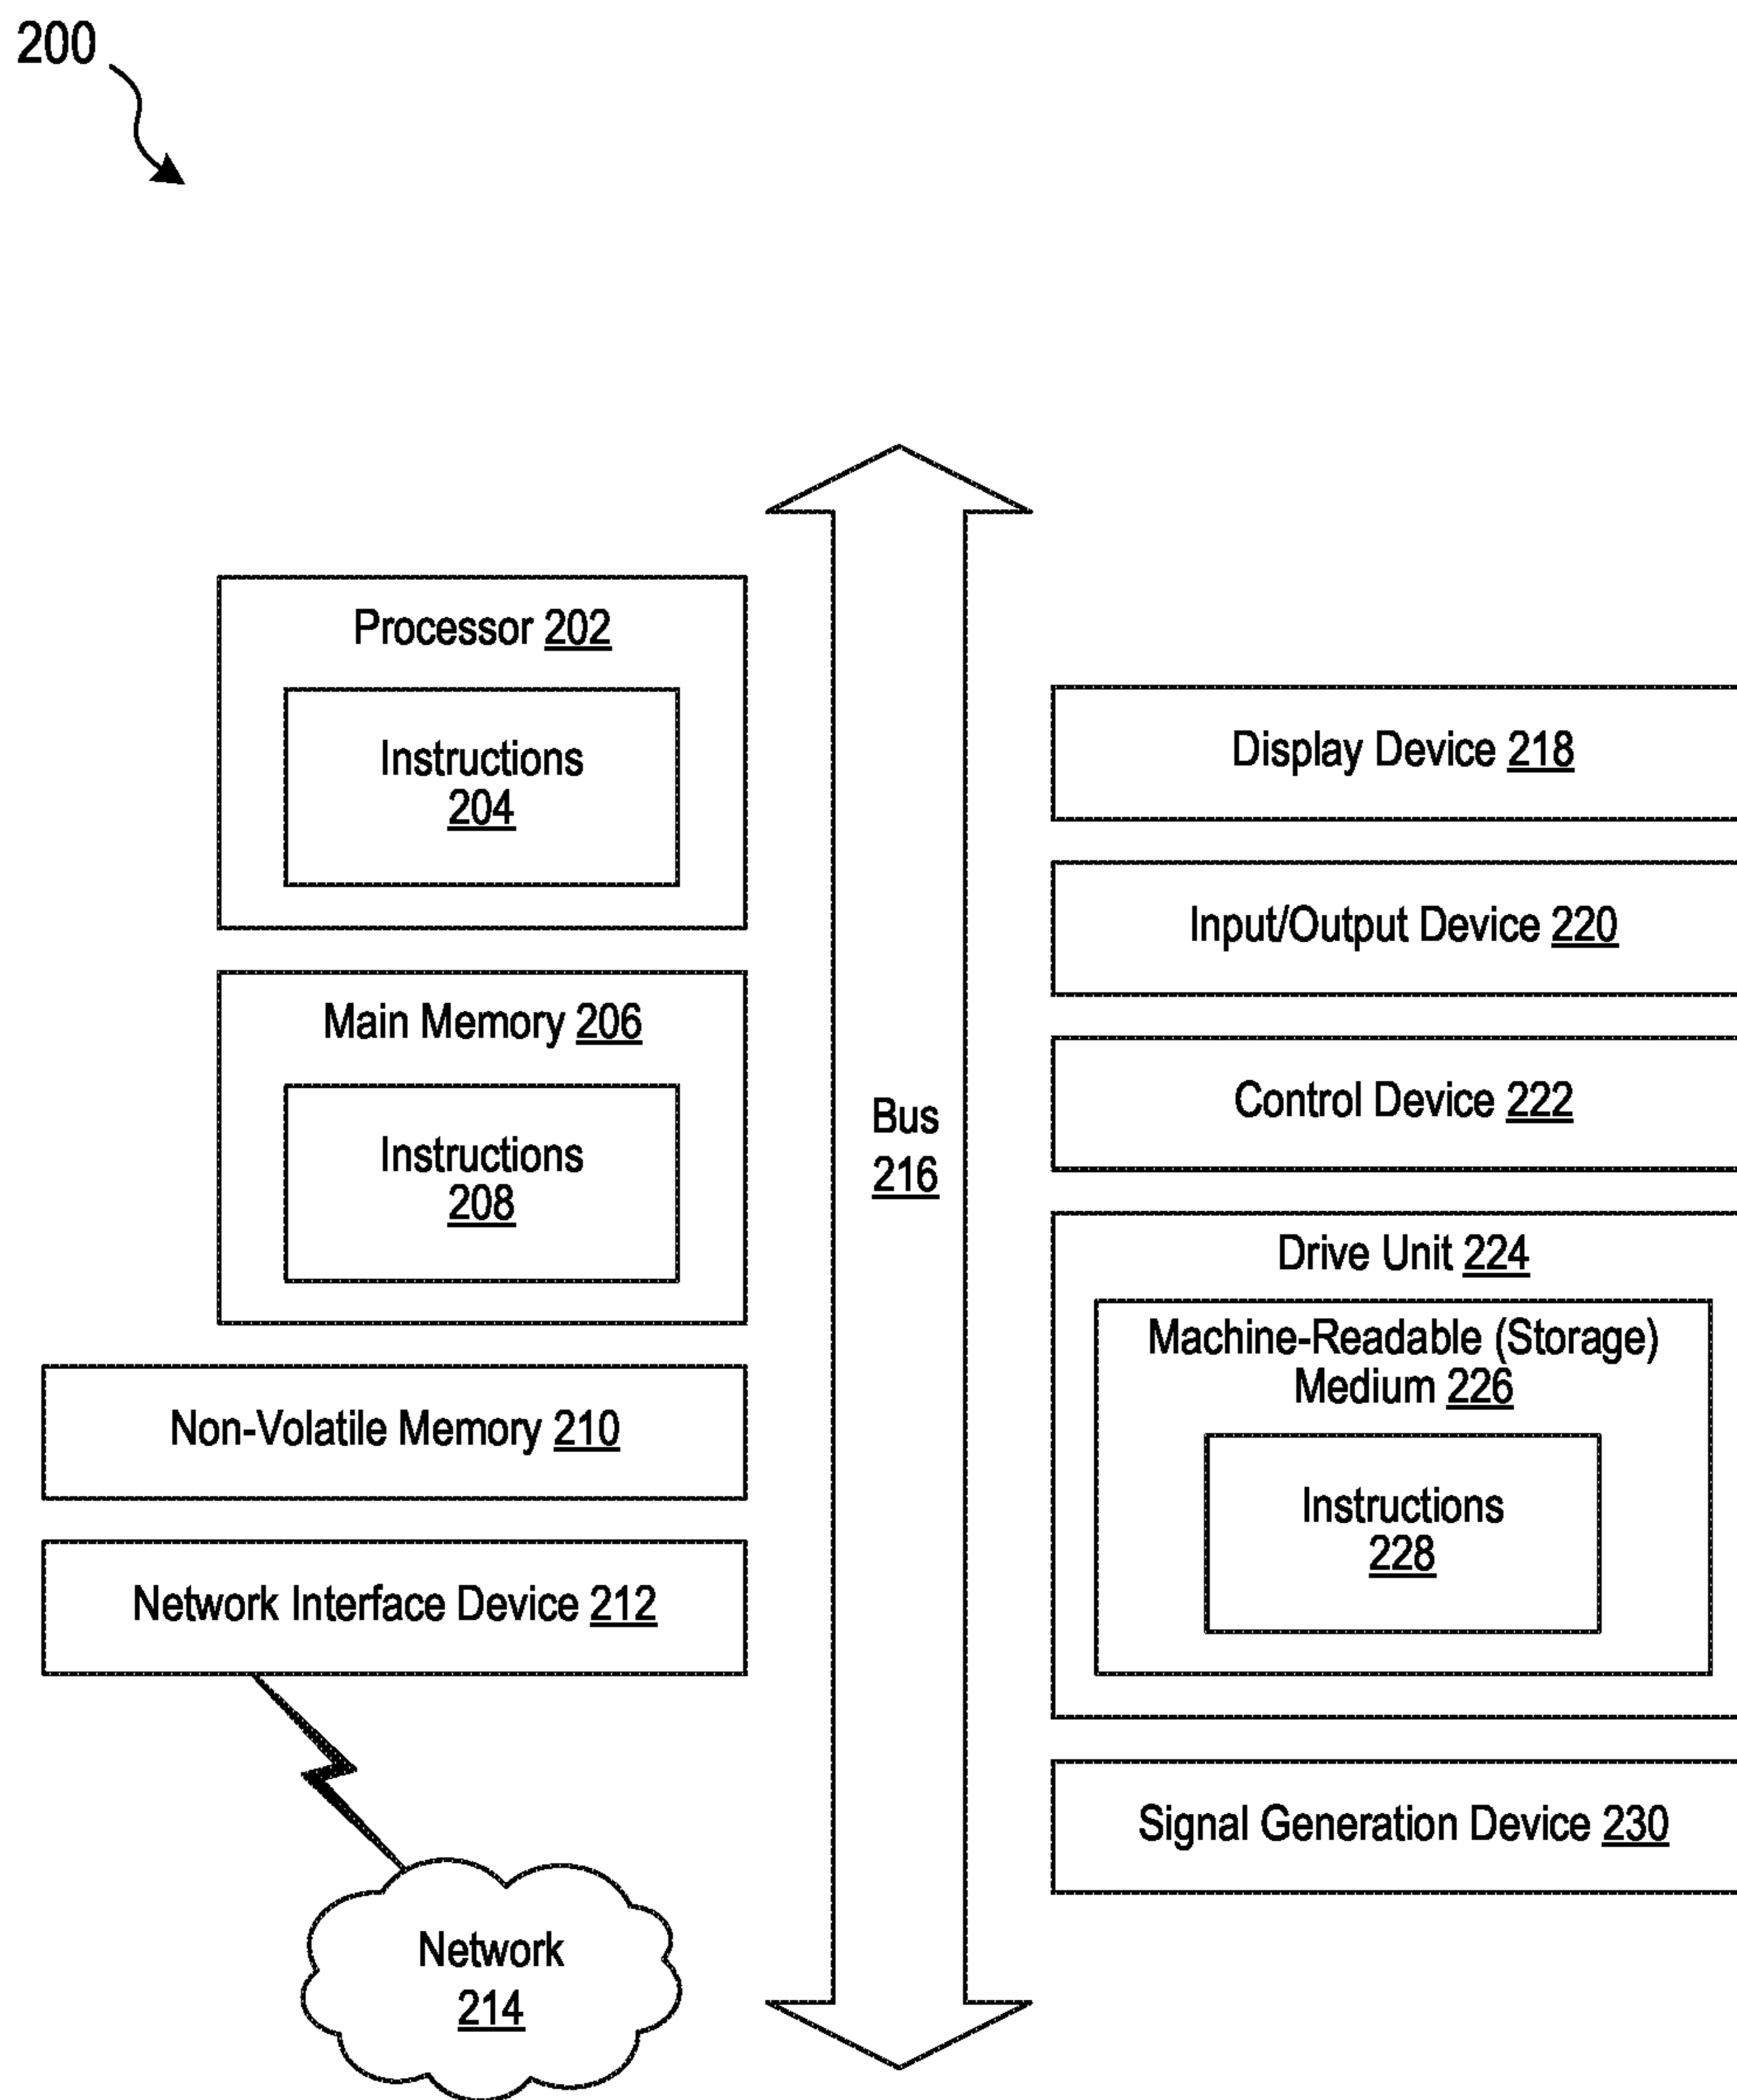 200
Processor 202
Instructions
204
Main Memory 206
Instructions
208
Non-Volatile Memory 210
Network Interface Device 212
Network
214
Bus
216
Display Device 218
Input/Output Device 220
Control Device 222
Drive Unit 224
Machine-Readable (Storage)
Medium 226
Instructions
228
Signal Generation Device 230